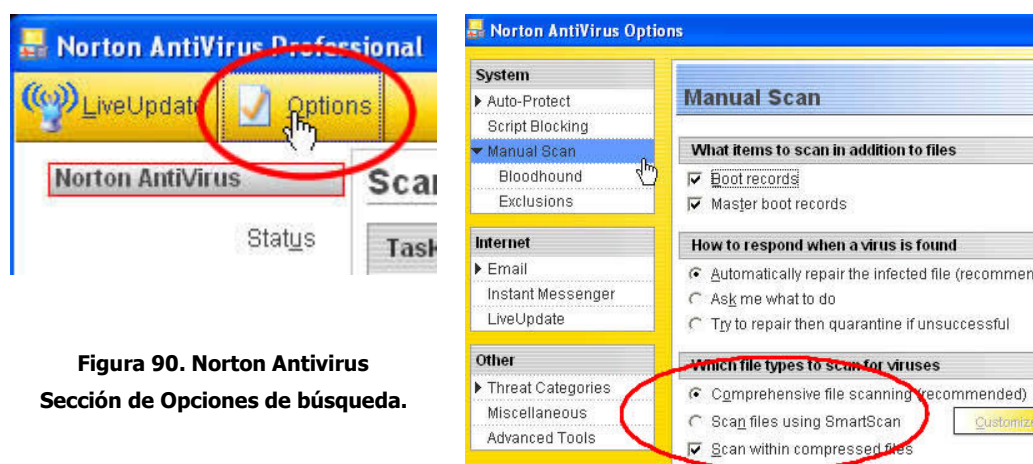 Norton AntiVirus Professional
LiveUpdate Options
Norton AntiVirus
Status
Figura 90. Norton Antivirus
Sección de Opciones de búsqueda.
Norton AntiVirus Options
System
Auto-Protect
Script Blocking
Manual Scan
Bloodhound
Exclusions
Internet
Email
Instant Messenger
LiveUpdate
Other
Threat Categories
Miscellaneous
Advanced Tools
Manual Scan
What items to scan in addition to files
Boot records
Master boot records
How to respond when a virus is found
Automatically repair the infected file (recommen
Ask me what to do
Try to repair then quarantine if unsuccessful
Which file types to scan for viruses
Comprehensive file scanning (recommended)
Scan files using SmartScan
Customize
Scan within compressed files